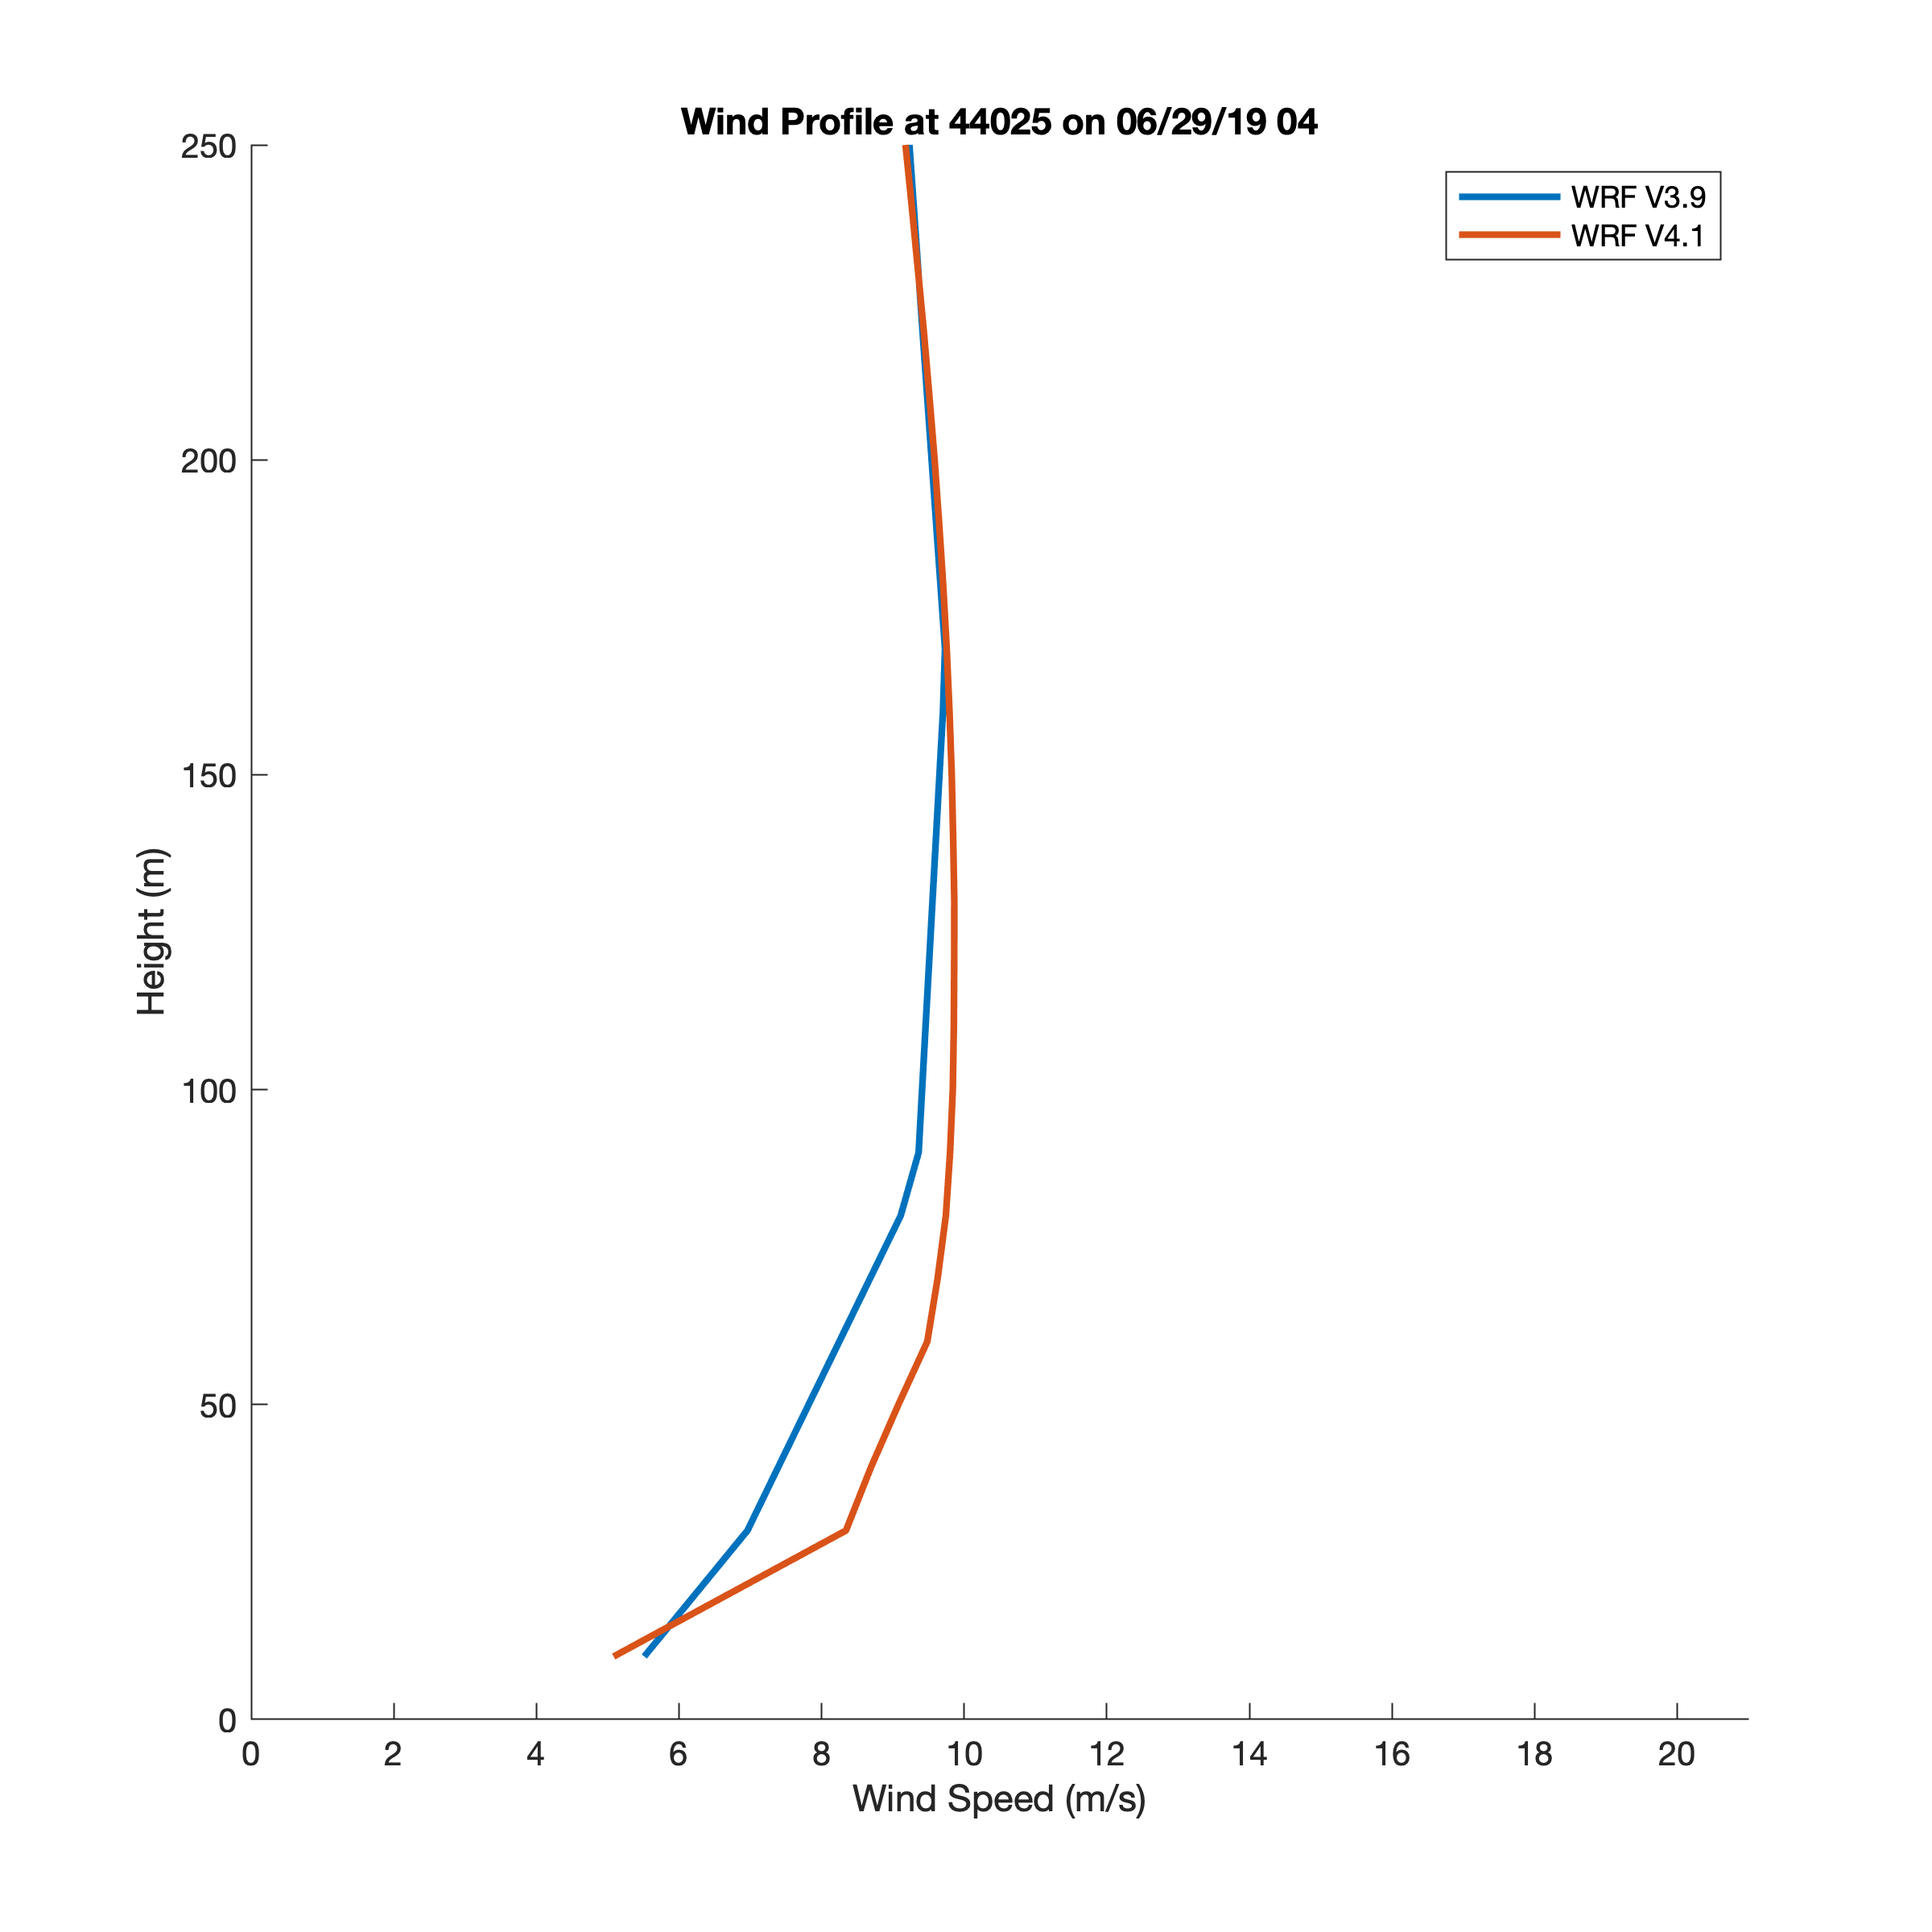 Wind Profile at 44025 on 06/29/19 04
WRF V3.9
WRF V4.1
250
200
150
100
50
0
Height (m)
0 2 4 6 8 10 12 14 16 18 20
Wind Speed (m/s)